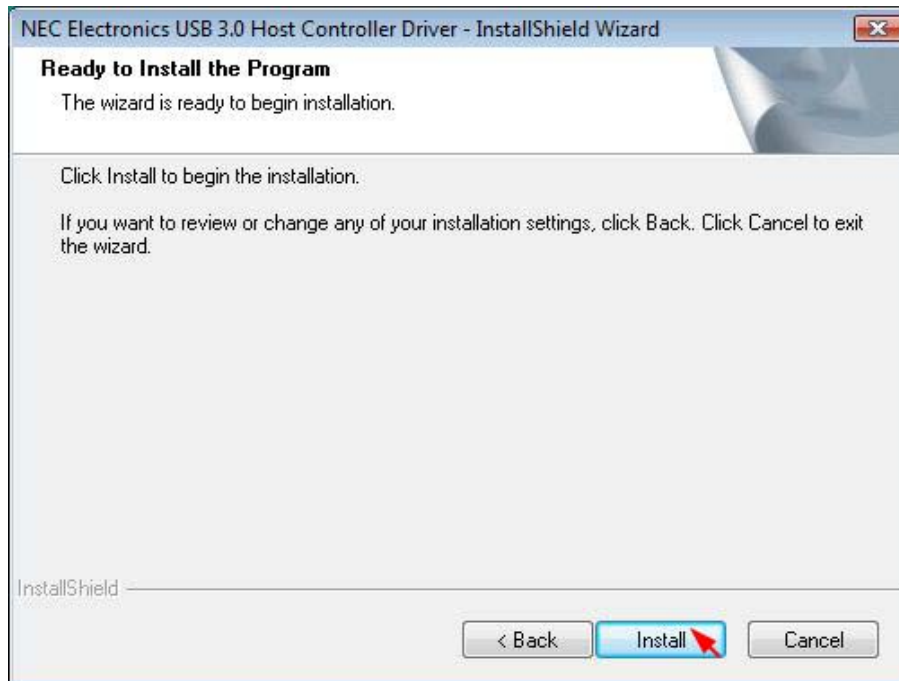 NEC Electronics USB 3.0 Host Controller Driver - InstallShield Wizard
Ready to Install the Program
The wizard is ready to begin installation.
Click Install to begin the installation.
If you want to review or change any of your installation settings, click Back. Click Cancel to exit
the wizard.
InstallShield
< Back Install Cancel